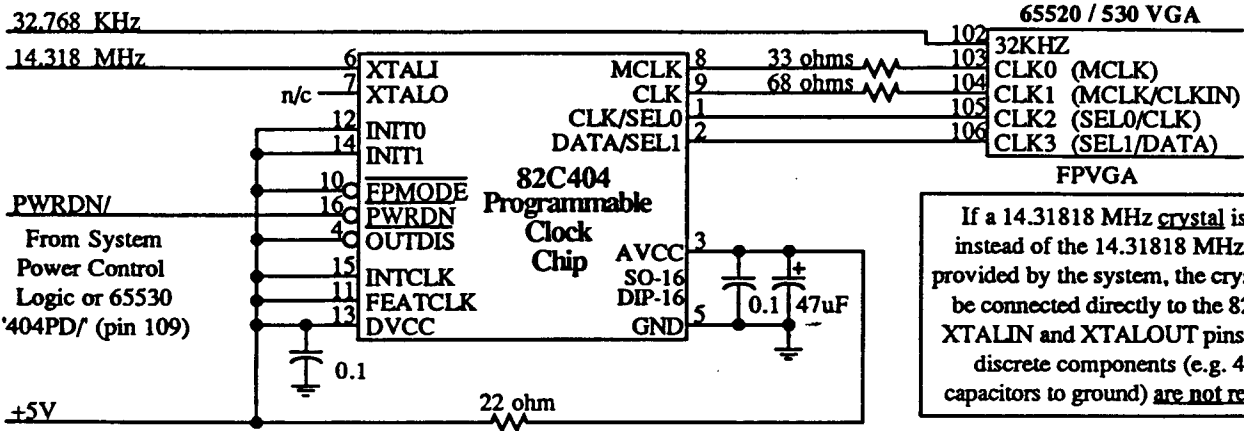 32.768 KHz
14.318 MHz
65520 / 530 VGA
102 32KHZ
103 CLK0 (MCLK)
104 CLK1 (MCLK/CLKIN)
105 CLK2 (SEL0/CLK)
106 CLK3 (SEL1/DATA)
FPVGA
6 XTALI
7 XTALO
n/c
12 INIT0
14 INIT1
10 FPMODE
16 PWRDN
4 OUTDIS
15 INTCLK
11 FEATCLK
13 DVCC
MCLK 8
33 ohms
CLK 9
68 ohms
CLK/SEL0 1
DATA/SEL1 2
82C404
Programmable
Clock
Chip
AVCC 3
SO-16
DIP-16
GND 5
0.1
+
47uF
PWRDN/
From System
Power Control
Logic or 65530
'404PD/' (pin 109)
0.1
+5V
22 ohm
If a 14.31818 MHz crystal is
instead of the 14.31818 MHz
provided by the system, the
be connected directly to the
XTALIN and XTALOUT pins
discrete components (e.g.
capacitors to ground) are not